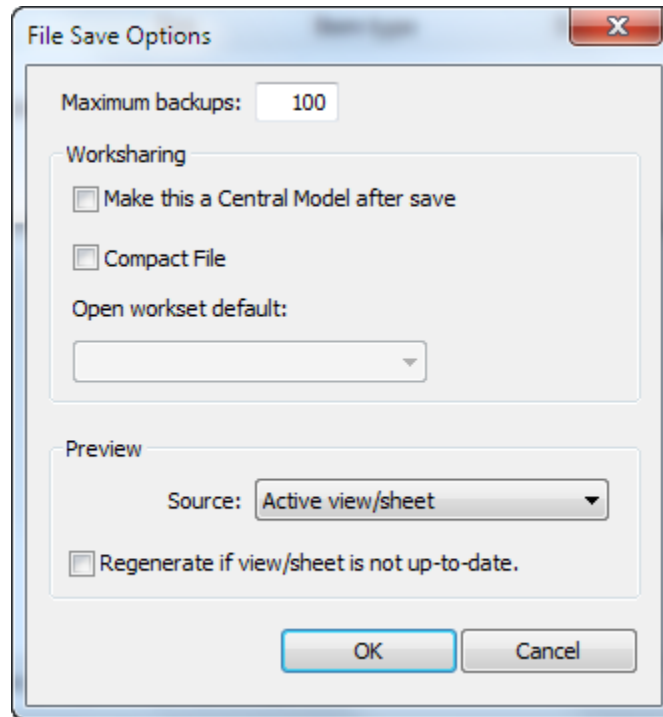 File Save Options
Maximum backups: 100
Worksharing
Make this a Central Model after save
Compact File
Open workset default:
Preview
Source: Active view/sheet
Regenerate if view/sheet is not up-to-date.
OK Cancel